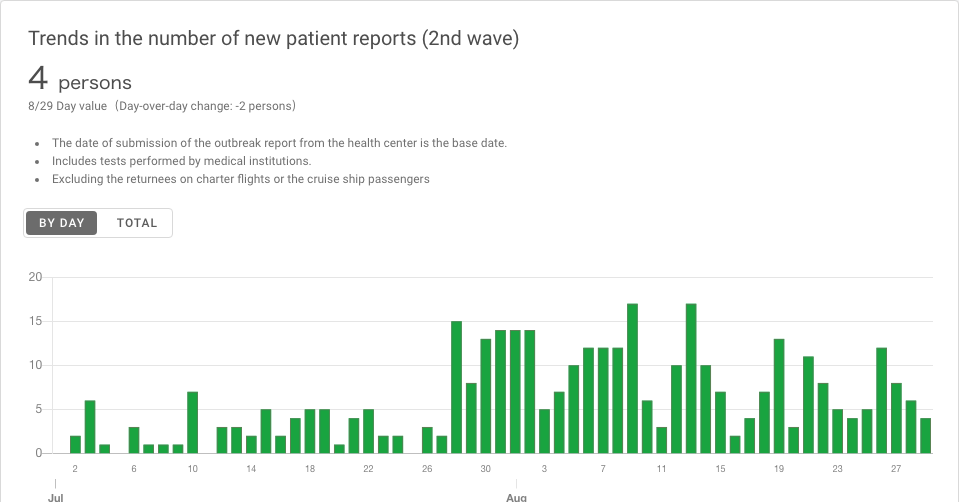 Trends in the number of new patient reports (2nd wave)
4 persons
8/29 Day value (Day-over-day change: -2 persons)
The date of submission of the outbreak report from the health center is the base date.
Includes tests performed by medical institutions.
Excluding the returnees on charter flights or the cruise ship passengers
BY DAY TOTAL
20
15
10
5
0
2 6 10 14 18 22 26 30 3 7 11 15 19 23 27
Jul Aug